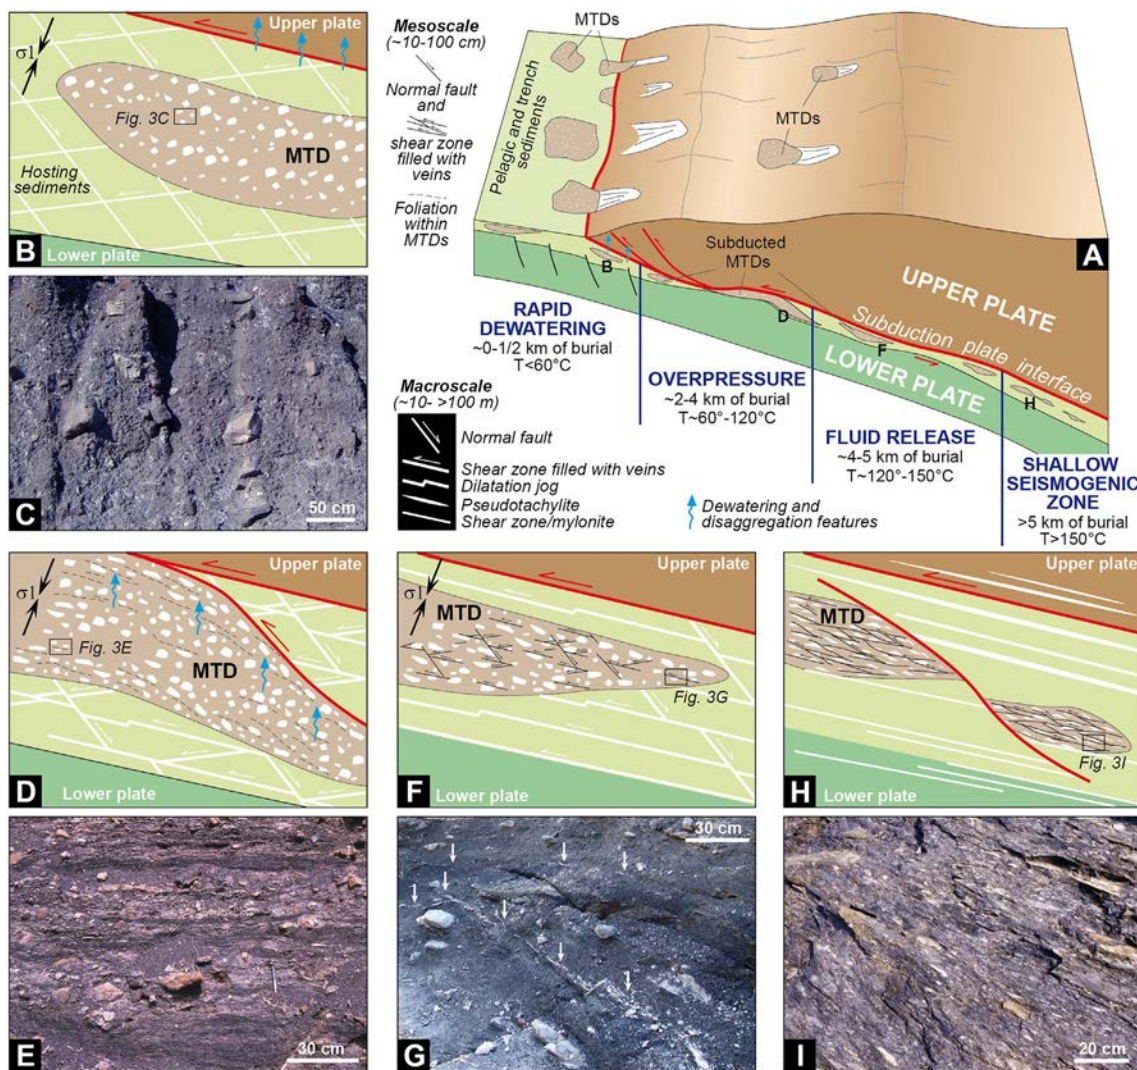 Upper plate
σ1
Fig. 3C
MTD
Hosting
sediments
B
Lower plate
50 cm
C
Mesoscale
(~10-100 cm)
Normal fault
and
shear zone
filled with
veins
Foliation
within
MTDs
MTDs
Pelagic and trench
sediments
MTDs
A
Subducted
MTDs
B
D
F
H
UPPER PLATE
Subduction plate interface
LOWER PLATE
RAPID
DEWATERING
~0-1/2 km of burial
T<60°C
OVERPRESSURE
~2-4 km of burial
T~60°-120°C
FLUID RELEASE
~4-5 km of burial
T~120°-150°C
SHALLOW
SEISMOGENIC
ZONE
>5 km of burial
T>150°C
Macroscale
(~10- >100 m)
Normal fault
Shear zone filled with veins
Dilatation jog
Pseudotachylite
Shear zone/mylonite
Dewatering and
disaggregation features
Upper plate
σ1
Fig. 3E
MTD
D
Lower plate
Upper plate
σ1
MTD
Fig. 3G
F
Lower plate
Upper plate
MTD
Fig. 3I
H
Lower plate
E
30 cm
30 cm
G
I
20 cm